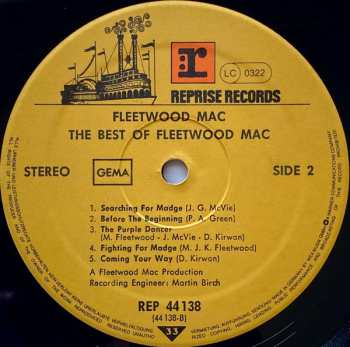 r
LC 0322
REPRISE RECORDS
FLEETWOOD MAC
THE BEST OF FLEETWOOD MAC
STEREO
GEMA
SIDE 2
1. Searching For Madge (J. G. McVie)
2. Before The Beginning (P. A. Green)
3. The Purple Dancer
(M. Fleetwood - J. McVie - D. Kirwan)
4. Fighting For Madge (M. J. K. Fleetwood)
5. Coming Your Way (D. Kirwan)
A Fleetwood Mac Production
Recording Engineer: Martin Birch
REP 44 138
(44 138-B)
33